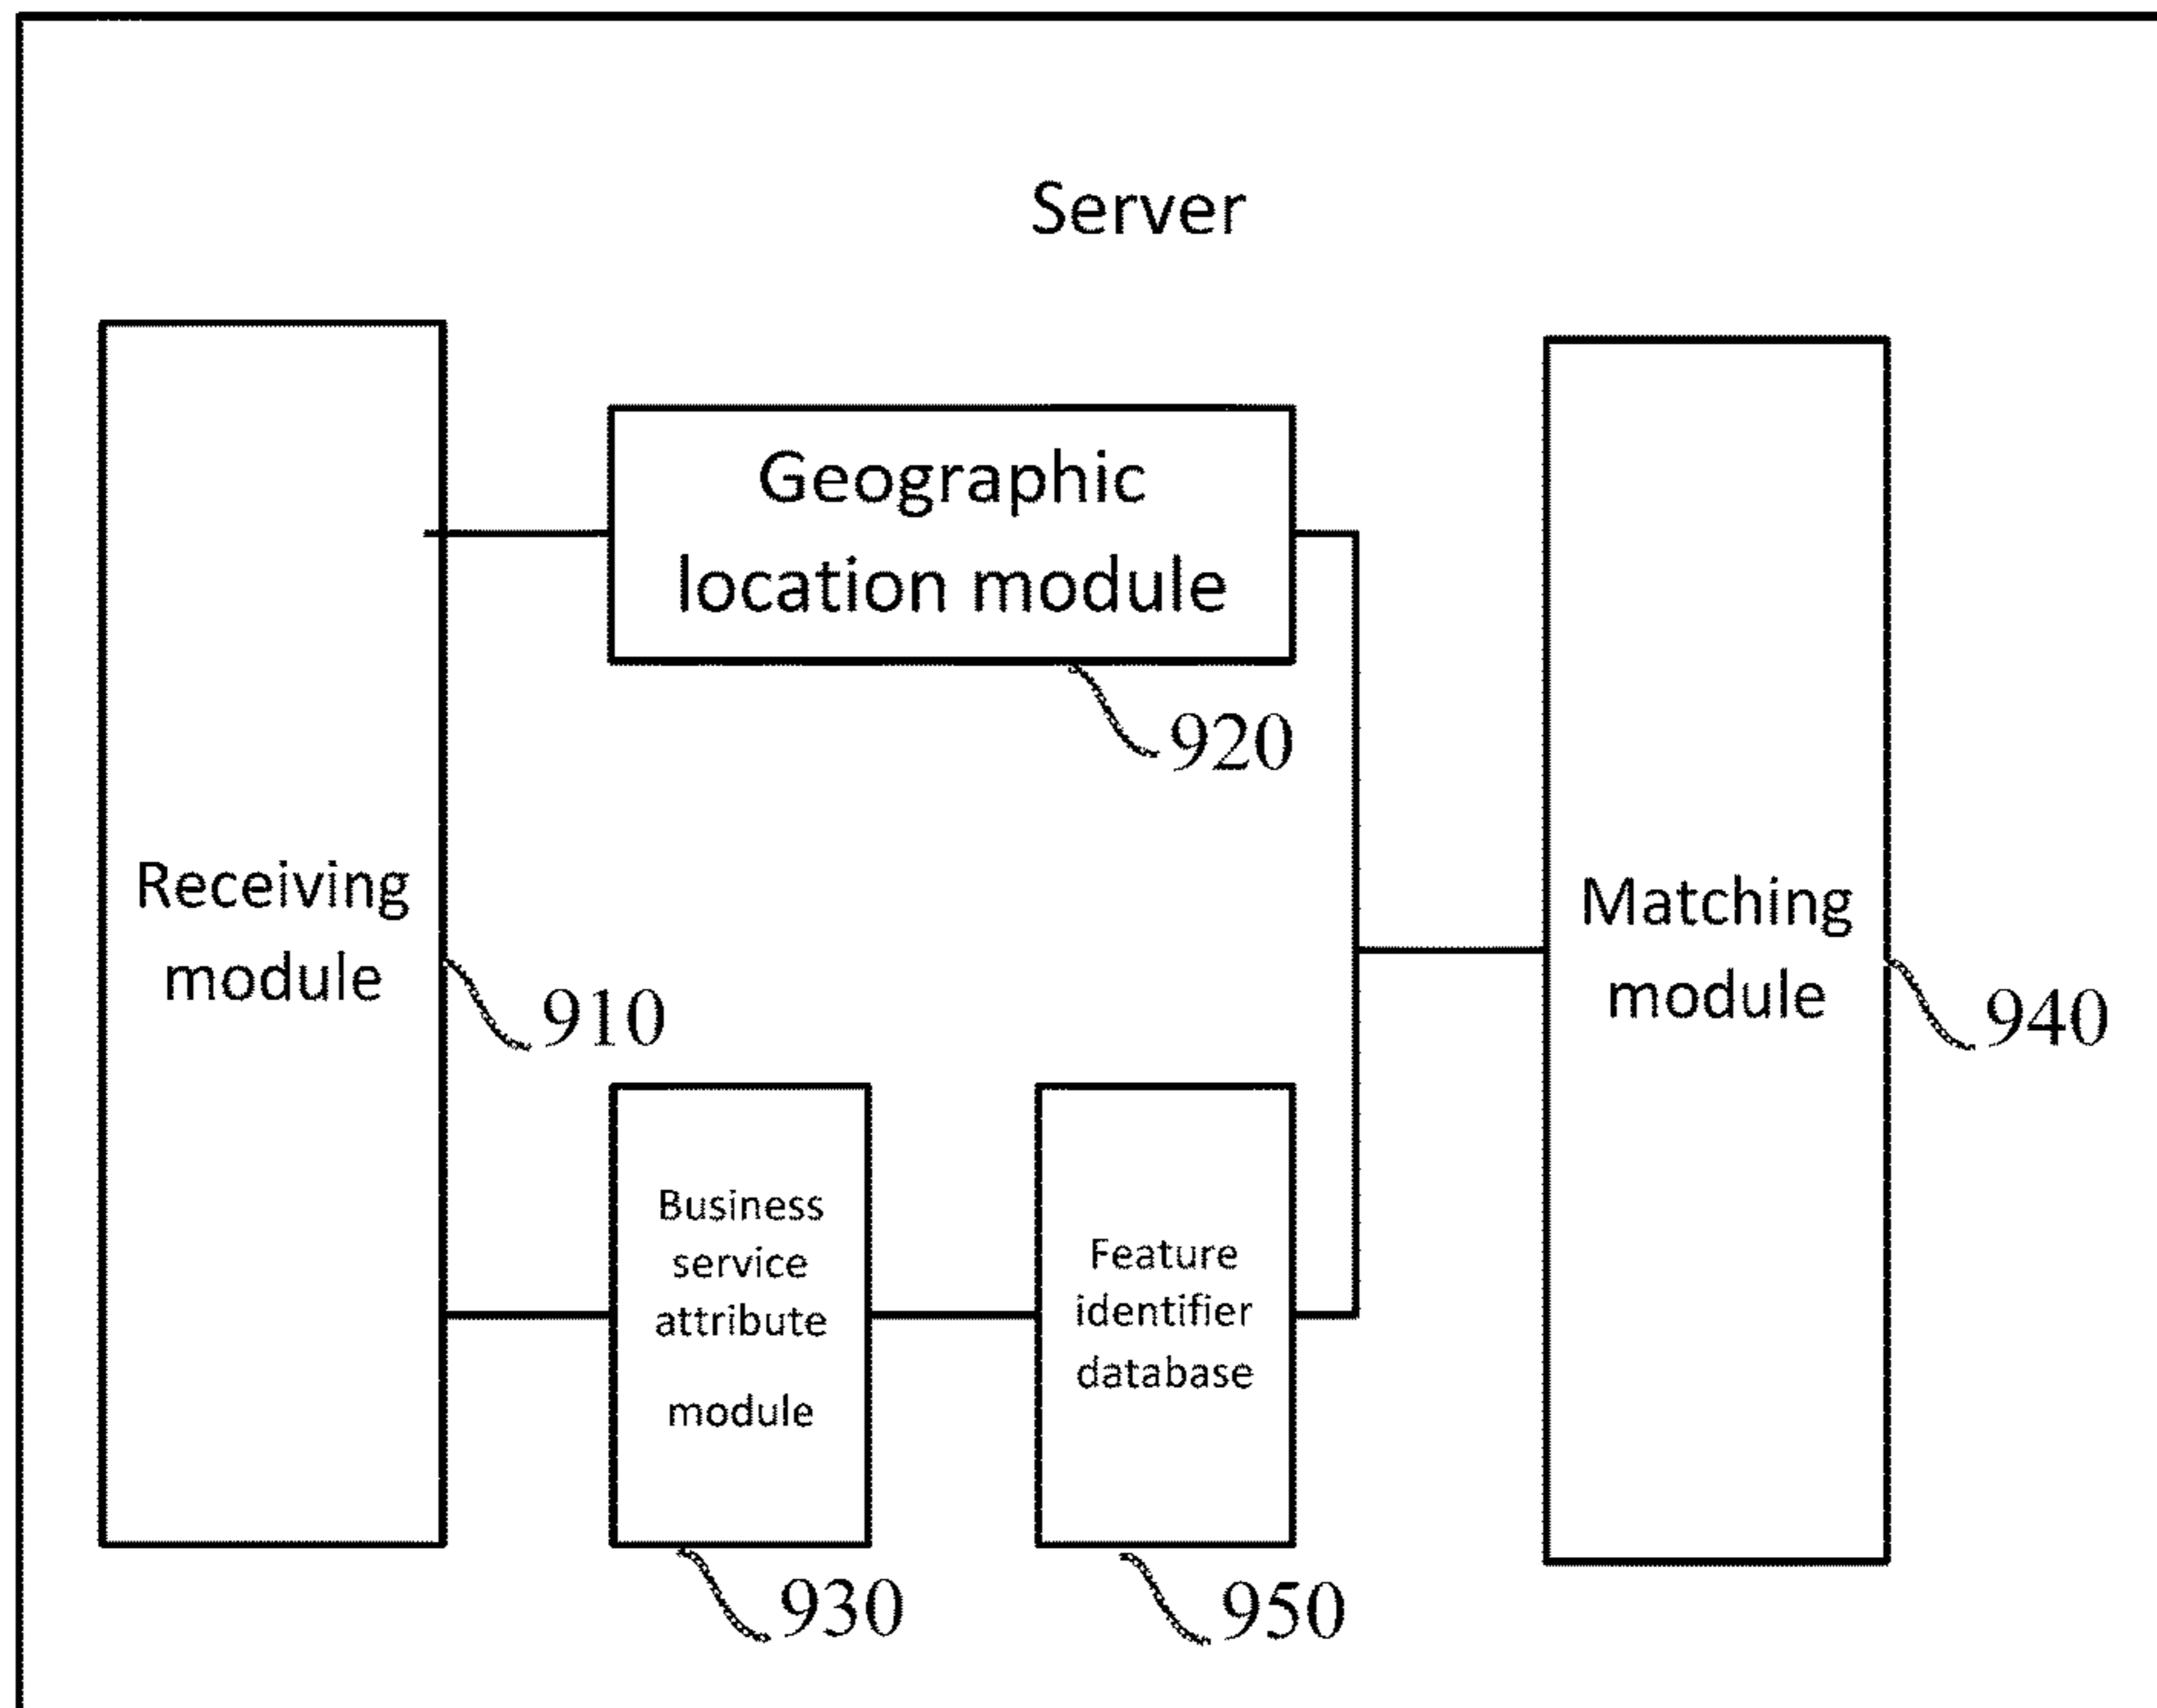 Server
Geographic
location module
920
Receiving
module
910
Matching
module
940
Business
service
attribute
module
930
Feature
identifier
database
950